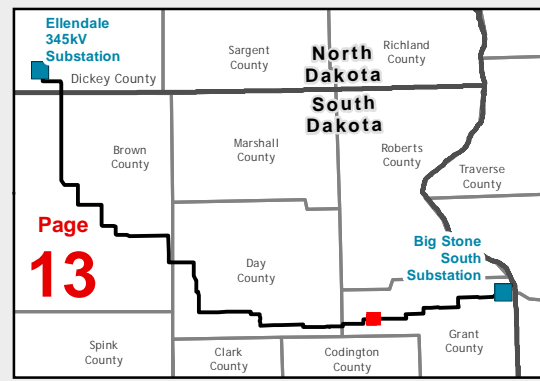 Ellendale
345kV
Substation
Dickey County
Sargent
County
North
Dakota
Richland
County
South
Dakota
Brown
County
Marshall
County
Roberts
County
Traverse
County
Page
13
Day
County
Big Stone
South
Substation
Spink
County
Clark
County
Codington
County
Grant
County